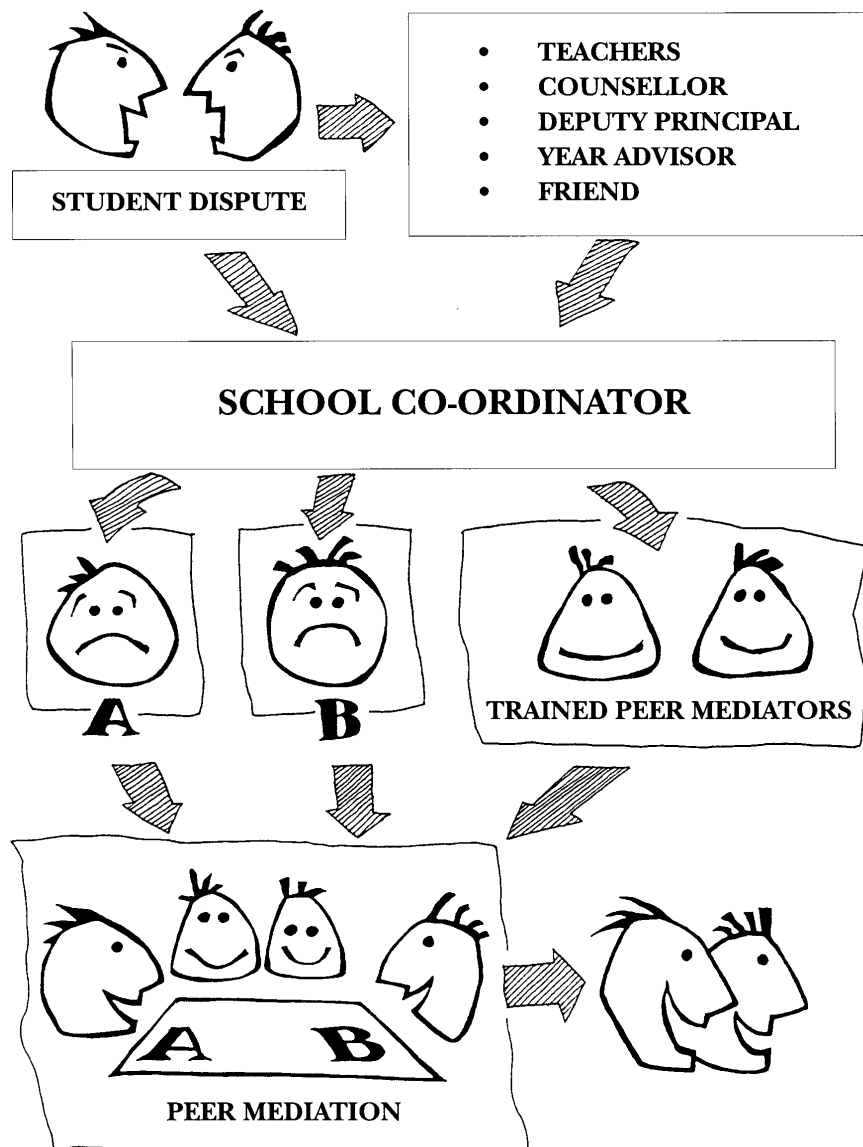 • TEACHERS
• COUNSELLOR
• DEPUTY PRINCIPAL
• YEAR ADVISOR
• FRIEND
STUDENT DISPUTE
SCHOOL CO-ORDINATOR
A
B
TRAINED PEER MEDIATORS
A B
PEER MEDIATION